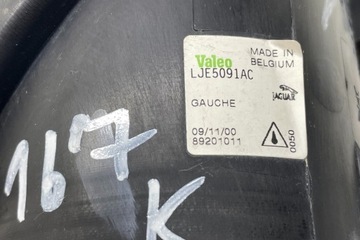 Valeo
MADE IN
BELGIUM
LJE5091AC
GAUCHE
JAGUAR
09/11/00
89201011
0050
167
K